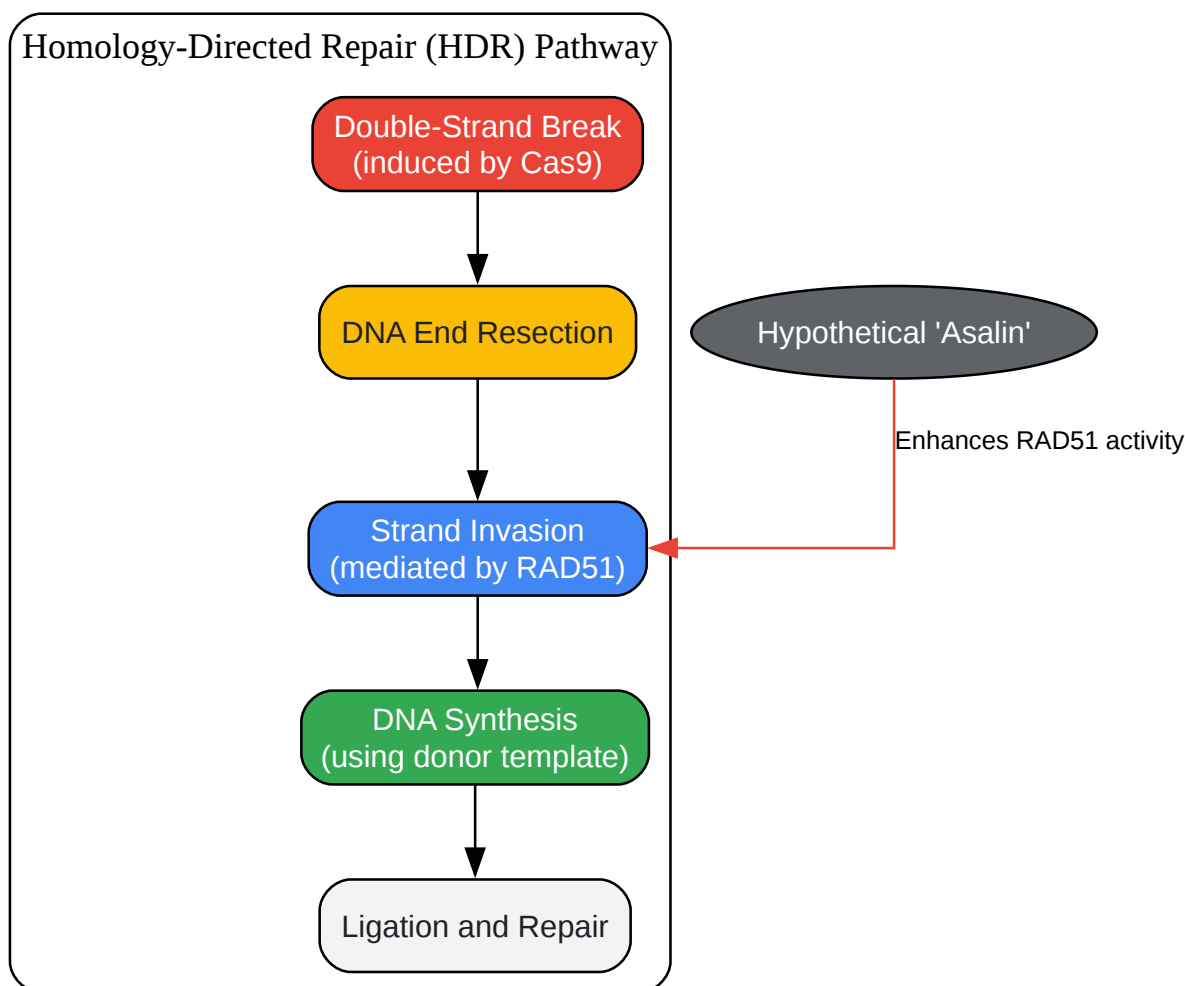 Homology-Directed Repair (HDR) Pathway
Double-Strand Break
(induced by Cas9)
DNA End Resection
Hypothetical 'Asalin'
Enhances RAD51 activity
Strand Invasion
(mediated by RAD51)
DNA Synthesis
(using donor template)
Ligation and Repair